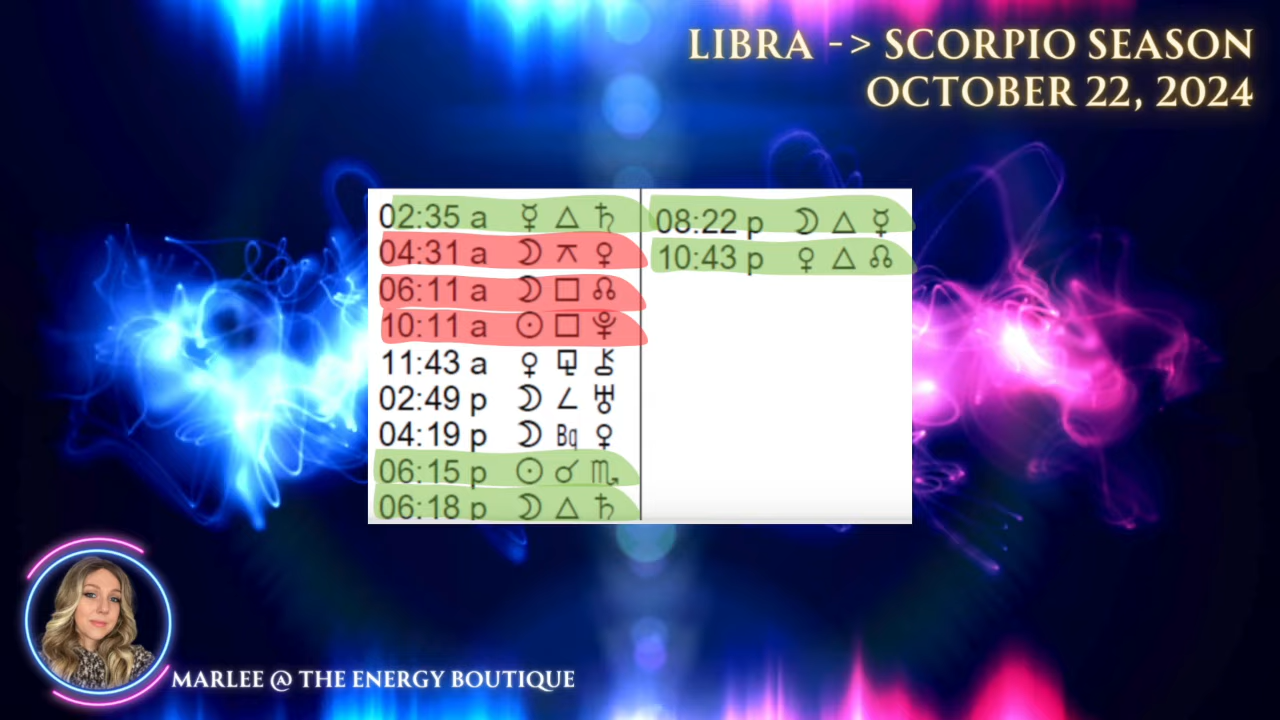 LIBRA -> SCORPIO SEASON
OCTOBER 22, 2024
02:35 a ☿ △ ♄
04:31 a ☽ ⚻ ♀
06:11 a ☽ □ ☊
10:11 a ☉ □ ♇
11:43 a ♀ ⚼ ⚷
02:49 p ☽ ∠ ♅
04:19 p ☽ Bq ♀
06:15 p ☉ ☌ ♏
06:18 p ☽ △ ♄
08:22 p ☽ △ ☿
10:43 p ♀ △ ☊
MARLEE @ THE ENERGY BOUTIQUE